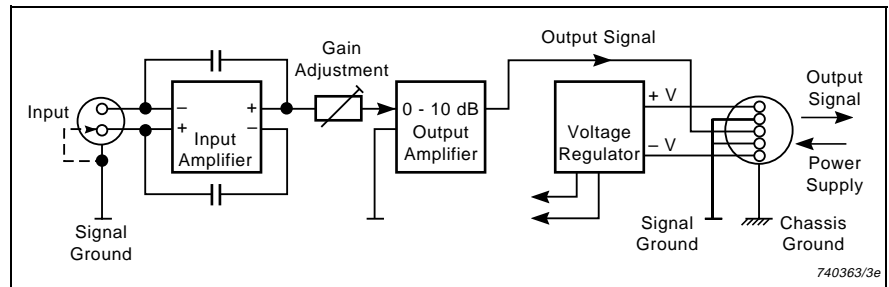 Input
Signal
Ground
–
+
Input
Amplifier
+
–
Gain
Adjustment
0 - 10 dB
Output
Amplifier
Output Signal
Voltage
Regulator
+ V
– V
Signal
Ground
Chassis
Ground
Output
Signal
Power
Supply
740363/3e